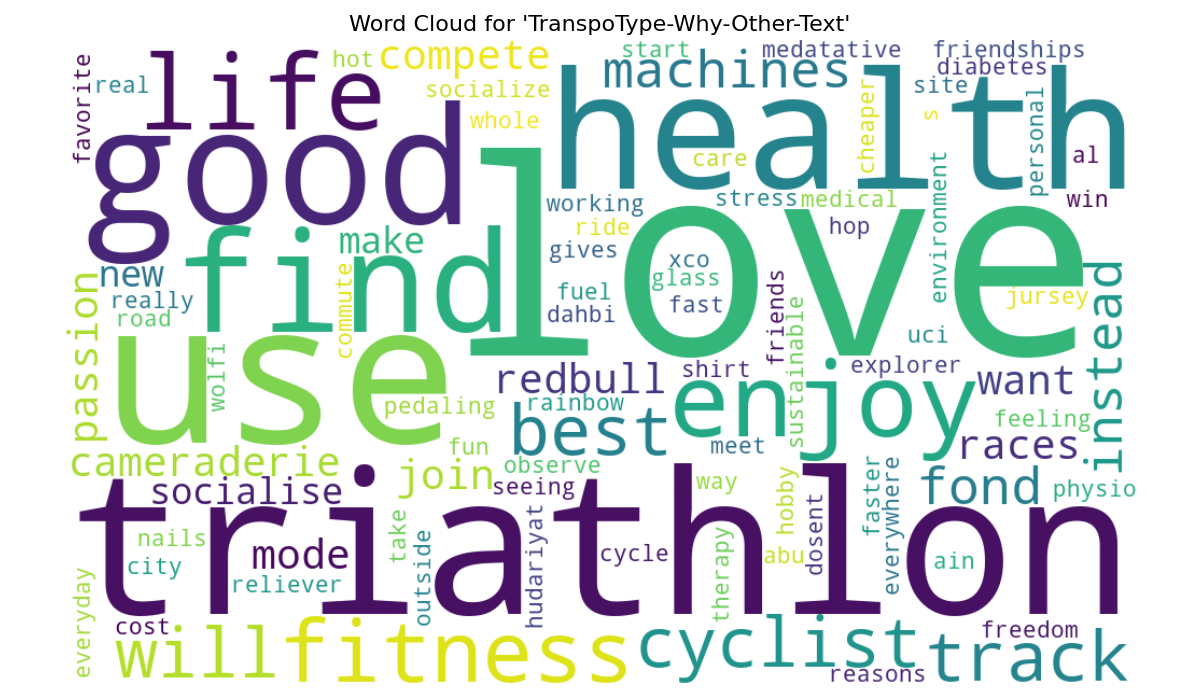 Word Cloud for 'TranspoType-Why-Other-Text'
favorite
real
life
hot
compete
start
medatative
friendships
machines
diabetes
socialize
site
whole
cheaper
s
personal
good
health
care
al
love
working
stress
medical
win
environment
ride
hop
make
gives
find
new
xco
glass
really
fuel
fast
jursey
road
dahbi
friends
commute
passion
sustainable
uci
instead
use
wolfi
redbull
shirt
explorer
want
enjoy
pedaling
rainbow
best
feeling
fun
meet
races
cameraderie
join
observe
socialise
seeing
way
hobby
faster
everywhere
fond
physio
triathlon
nails
take
outside
hudariyat
dosent
mode
cycle
therapy
abu
ain
city
reliever
everyday
cost
will
fitness
cyclist
freedom
track
reasons